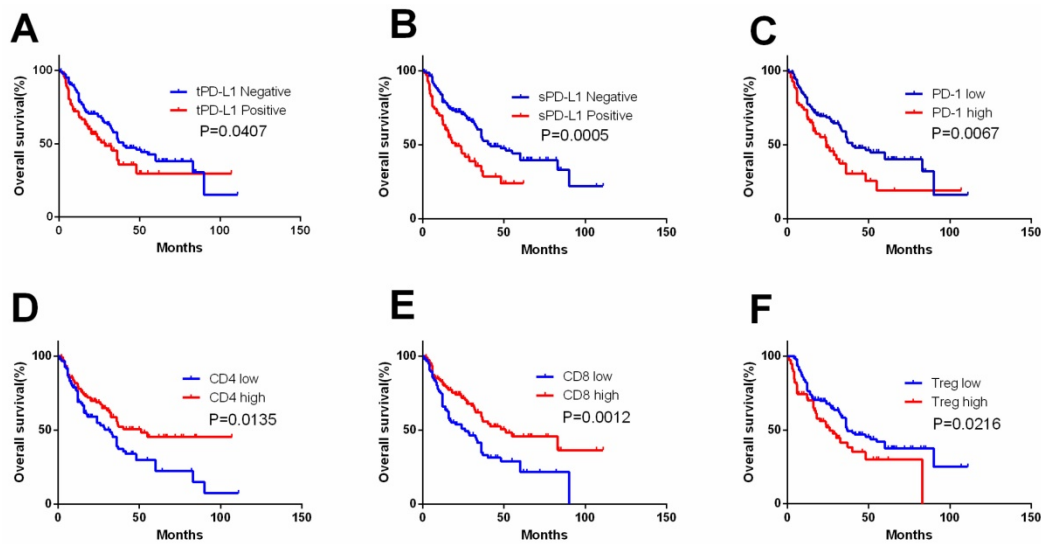 A
Overall survival(%)
100
50
0
0 50 100 150
Months
tPD-L1 Negative
tPD-L1 Positive
P=0.0407
B
Overall survival(%)
100
50
0
0 50 100 150
Months
sPD-L1 Negative
sPD-L1 Positive
P=0.0005
C
Overall survival(%)
100
50
0
0 50 100 150
Months
PD-1 low
PD-1 high
P=0.0067
D
Overall survival(%)
100
50
0
0 50 100 150
Months
CD4 low
CD4 high
P=0.0135
E
Overall survival(%)
100
50
0
0 50 100 150
Months
CD8 low
CD8 high
P=0.0012
F
Overall survival(%)
100
50
0
0 50 100 150
Months
Treg low
Treg high
P=0.0216